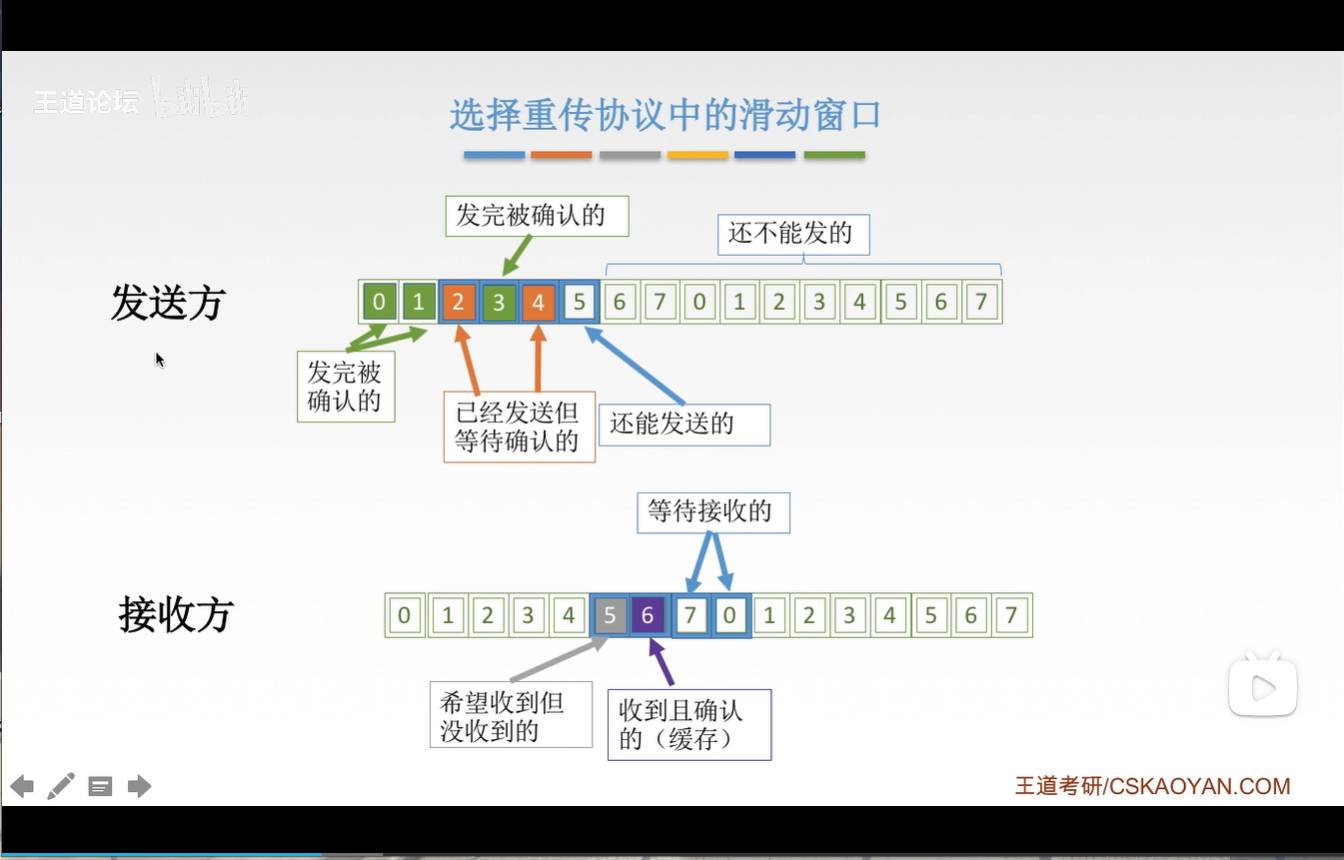 王道论坛 bilibili
选择重传协议中的滑动窗口
发完被确认的
还不能发的
发送方
0 1 2 3 4 5 6 7 0 1 2 3 4 5 6 7
发完被
确认的
已经发送但
等待确认的
还能发送的
等待接收的
接收方
0 1 2 3 4 5 6 7 0 1 2 3 4 5 6 7
希望收到但
没收到的
收到且确认
的（缓存）
王道考研/CSKAOYAN.COM